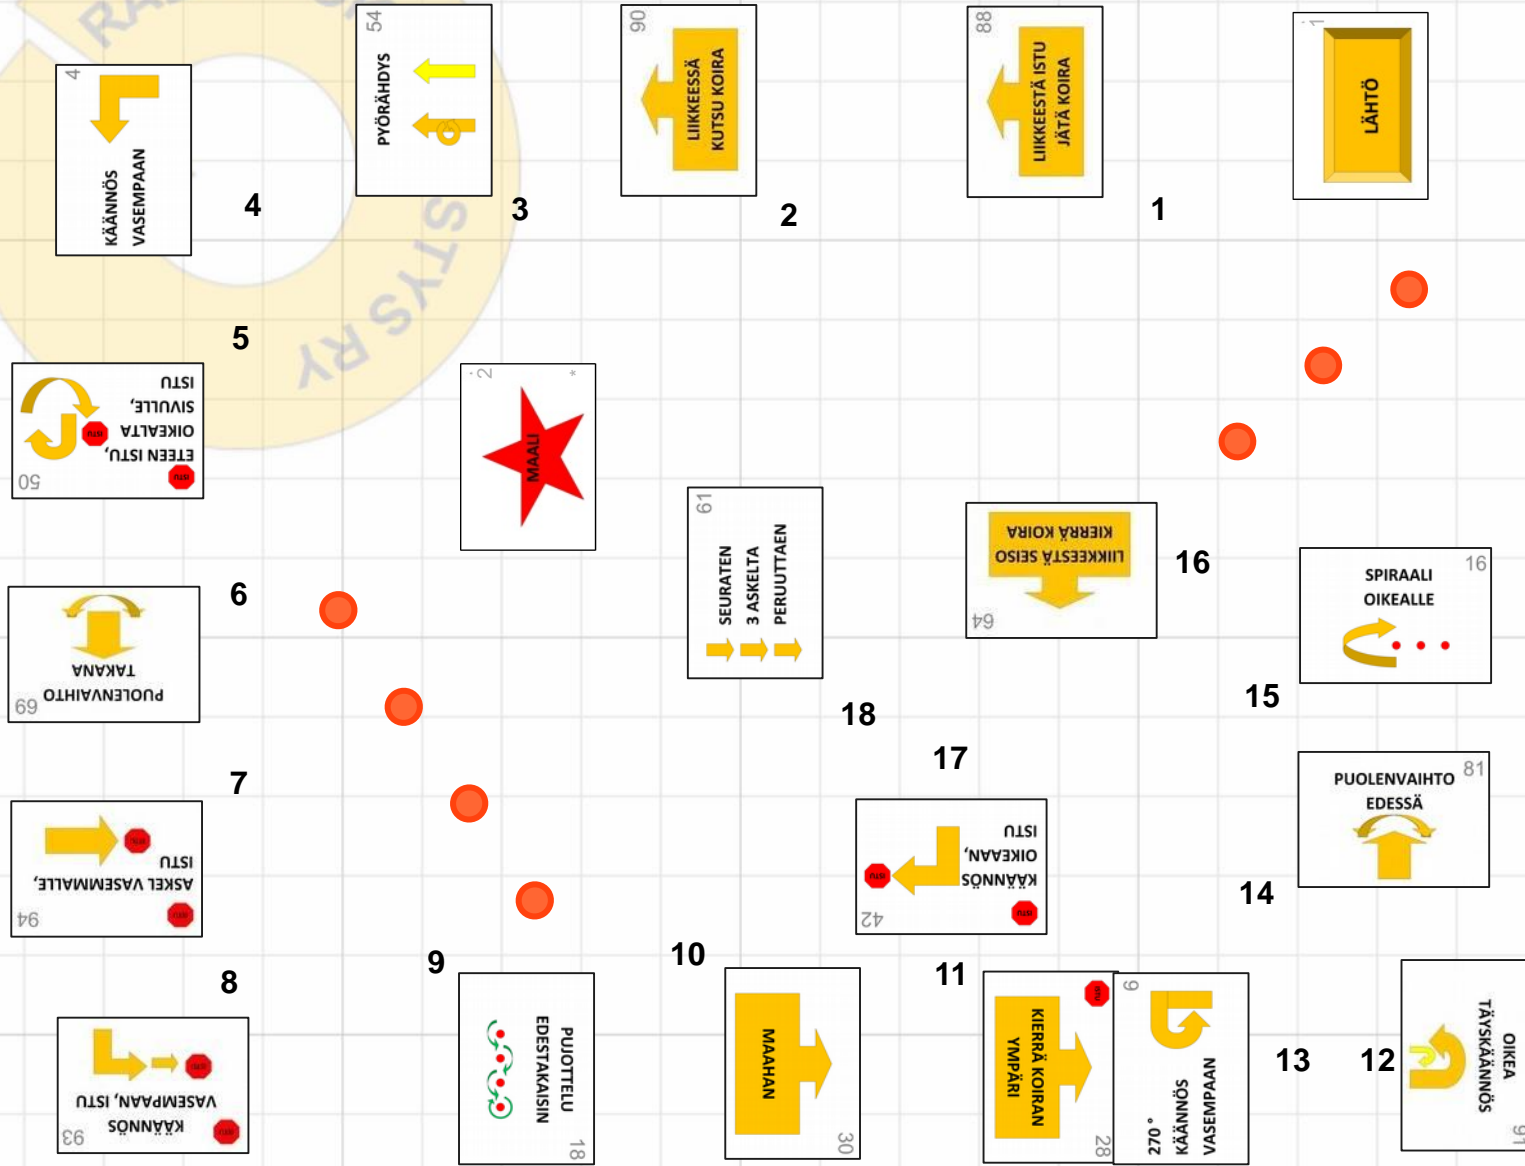 4
KÄÄNNÖS
VASEMPAAN
4
54
PYÖRÄHDYS
3
90
LIIKKEESSÄ
KUTSU KOIRA
2
88
LIIKKEESTÄ ISTU
JÄTÄ KOIRA
1
LÄHTÖ
STYS RY
5
50
ETEEN ISTU,
OIKEALTA
SIVULLE,
ISTU
MAALI
*
6
69
PUOLENVAIHTO
TAKANA
7
94
ASKEL VASEMMALLE,
ISTU
8
93
KÄÄNNÖS
VASEMPAAN, ISTU
9
18
PUJOTTELU
EDESTAKAISIN
10
30
MAAHAN
11
28
KIERRÄ KOIRAN
YMPÄRI
12
OIKEA
TÄYSKÄÄNNÖS
13
270 °
KÄÄNNÖS
VASEMPAAN
14
81
PUOLENVAIHTO
EDESSÄ
15
16
SPIRAALI
OIKEALLE
16
64
LIIKKEESTÄ SEISO
KIERRÄ KOIRA
17
42
KÄÄNNÖS
OIKEAAN,
ISTU
18
61
SEURATEN
3 ASKELTA
PERUUTTAEN